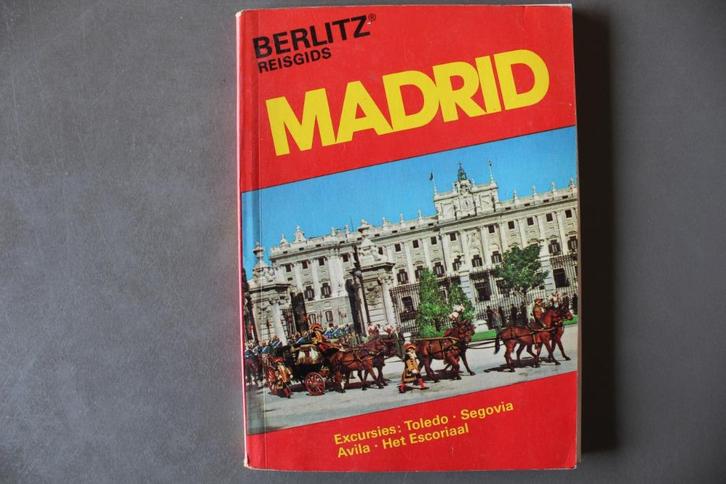 BERLITZ®
REISGIDS
MADRID
Excursies: Toledo · Segovia
Avila · Het Escoriaal